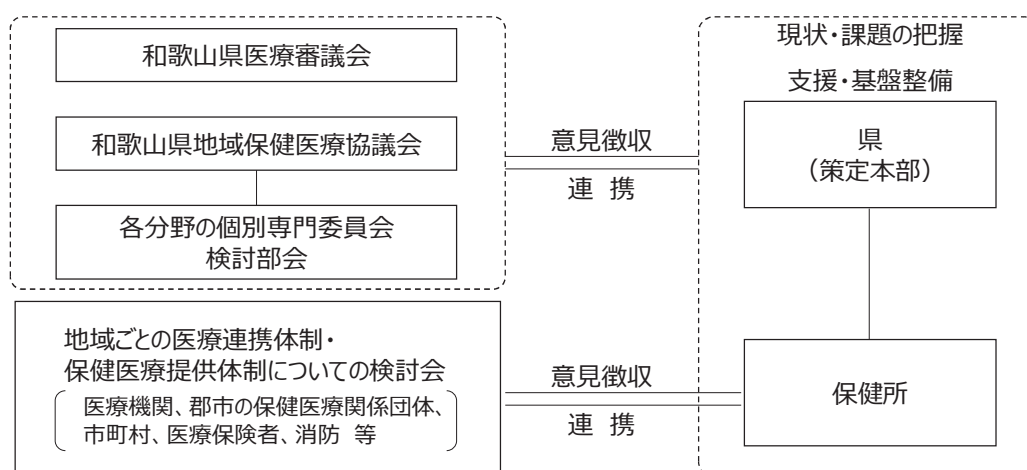 和歌山県医療審議会
和歌山県地域保健医療協議会
各分野の個別専門委員会
検討部会
地域ごとの医療連携体制・
保健医療提供体制についての検討会
医療機関、郡市の保健医療関係団体、
市町村、医療保険者、消防 等
意見徴収
連 携
意見徴収
連 携
現状・課題の把握
支援・基盤整備
県
（策定本部）
保健所